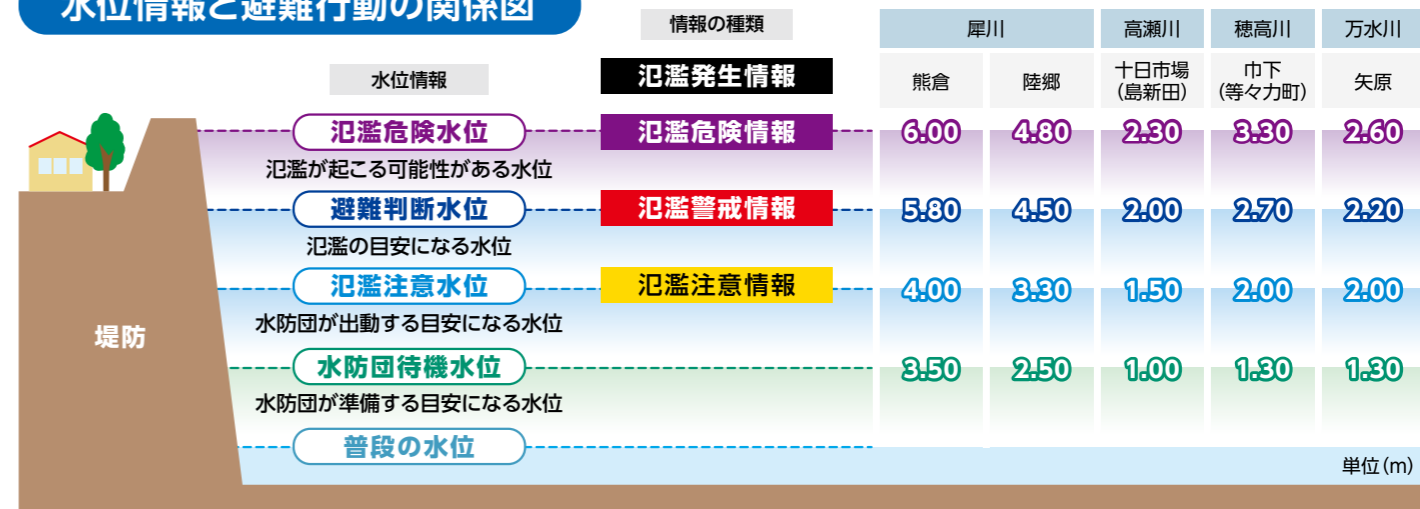 水位情報と避難行動の関係図
情報の種類
犀川
高瀬川
穂高川
万水川
水位情報
氾濫発生情報
熊倉
陸郷
十日市場
(島新田)
巾下
(等々力町)
矢原
氾濫危険水位
氾濫危険情報
6.00
4.80
2.30
3.30
2.60
氾濫が起こる可能性がある水位
避難判断水位
氾濫警戒情報
5.80
4.50
2.00
2.70
2.20
氾濫の目安になる水位
氾濫注意水位
氾濫注意情報
4.00
3.30
1.50
2.00
2.00
水防団が出動する目安になる水位
堤防
水防団待機水位
3.50
2.50
1.00
1.30
1.30
水防団が準備する目安になる水位
普段の水位
単位(m)